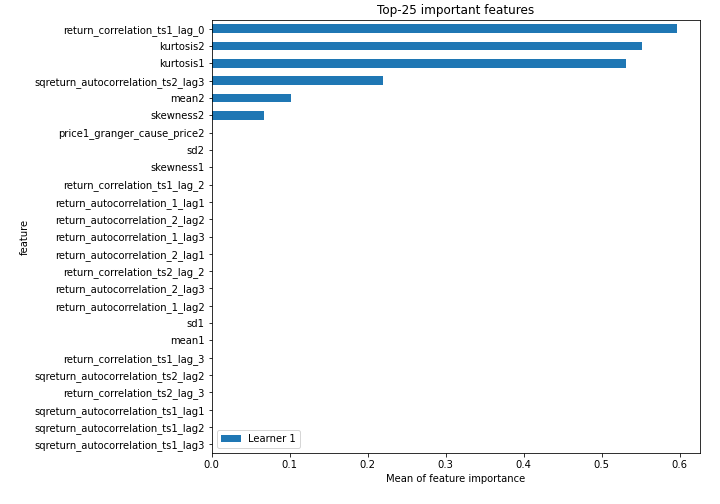 Top-25 important features
return_correlation_ts1_lag_0
kurtosis2
kurtosis1
sqreturn_autocorrelation_ts2_lag3
mean2
skewness2
price1_granger_cause_price2
sd2
skewness1
return_correlation_ts1_lag_2
return_autocorrelation_1_lag1
return_autocorrelation_2_lag2
return_autocorrelation_1_lag3
return_autocorrelation_2_lag1
return_correlation_ts2_lag_2
return_autocorrelation_2_lag3
return_autocorrelation_1_lag2
sd1
mean1
return_correlation_ts1_lag_3
sqreturn_autocorrelation_ts2_lag2
return_correlation_ts2_lag_3
sqreturn_autocorrelation_ts1_lag1
sqreturn_autocorrelation_ts1_lag2
sqreturn_autocorrelation_ts1_lag3
feature
Learner 1
0.0 0.1 0.2 0.3 0.4 0.5 0.6
Mean of feature importance